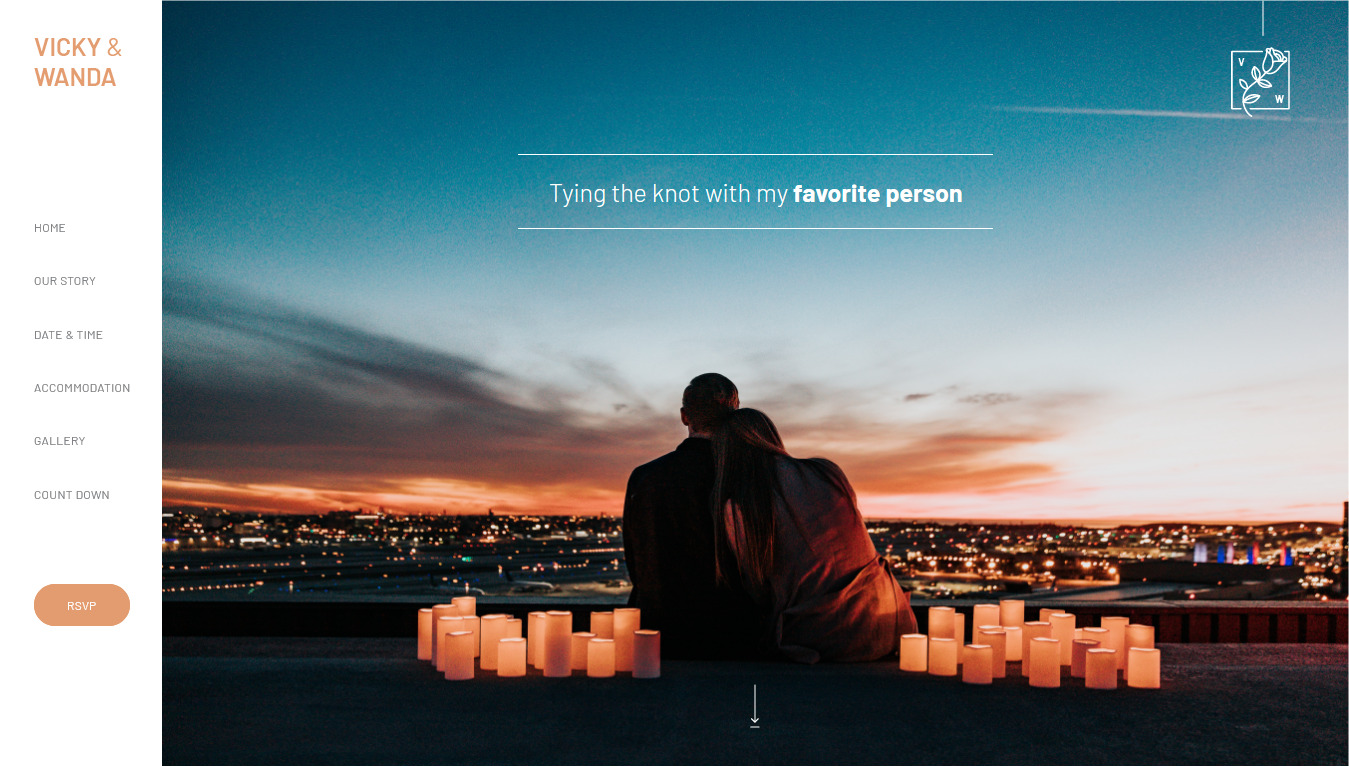 VICKY &
WANDA
HOME
OUR STORY
DATE & TIME
ACCOMMODATION
GALLERY
COUNT DOWN
RSVP
Tying the knot with my favorite person
V
W